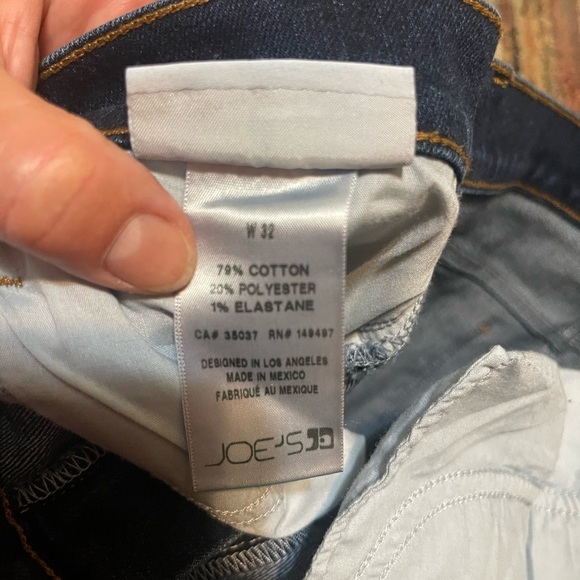 W 32
79% COTTON
20% POLYESTER
1% ELASTANE
CA# 35037 RN# 149497
DESIGNED IN LOS ANGELES
MADE IN MEXICO
FABRIQUÉ AU MEXIQUE
JOE'S